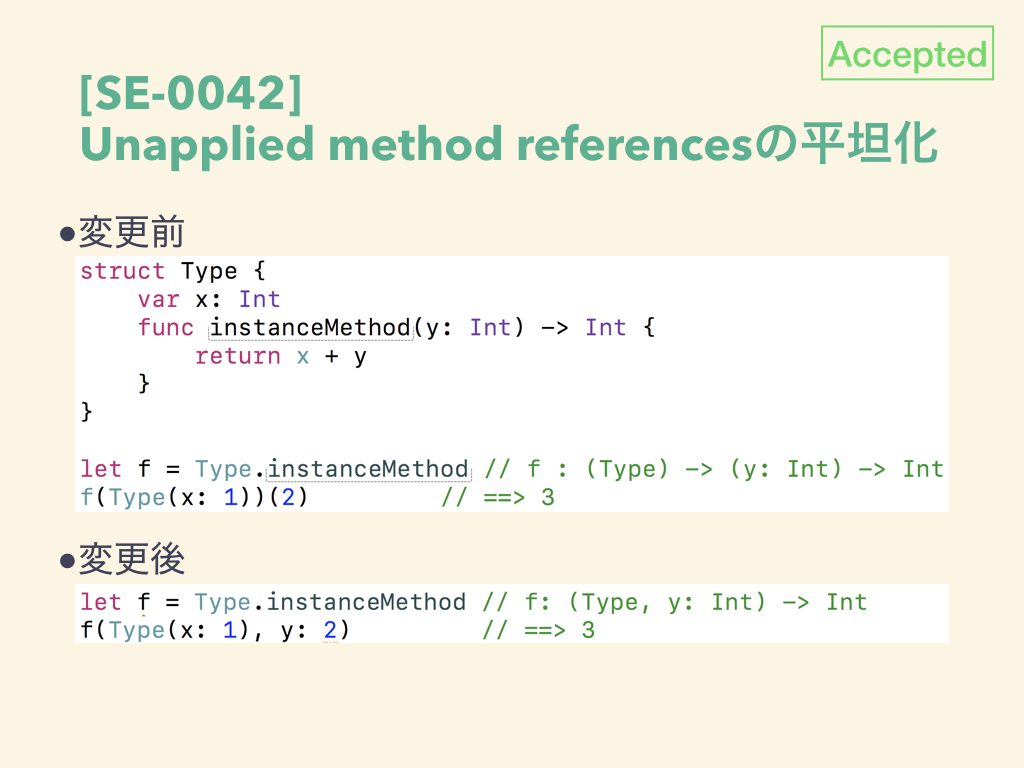 Accepted
[SE-0042]
Unapplied method referencesの平坦化
•変更前
struct Type {
    var x: Int
    func instanceMethod(y: Int) -> Int {
        return x + y
    }
}
let f = Type.instanceMethod // f : (Type) -> (y: Int) -> Int
f(Type(x: 1))(2)         // ==> 3
•変更後
let f = Type.instanceMethod // f: (Type, y: Int) -> Int
f(Type(x: 1), y: 2)         // ==> 3